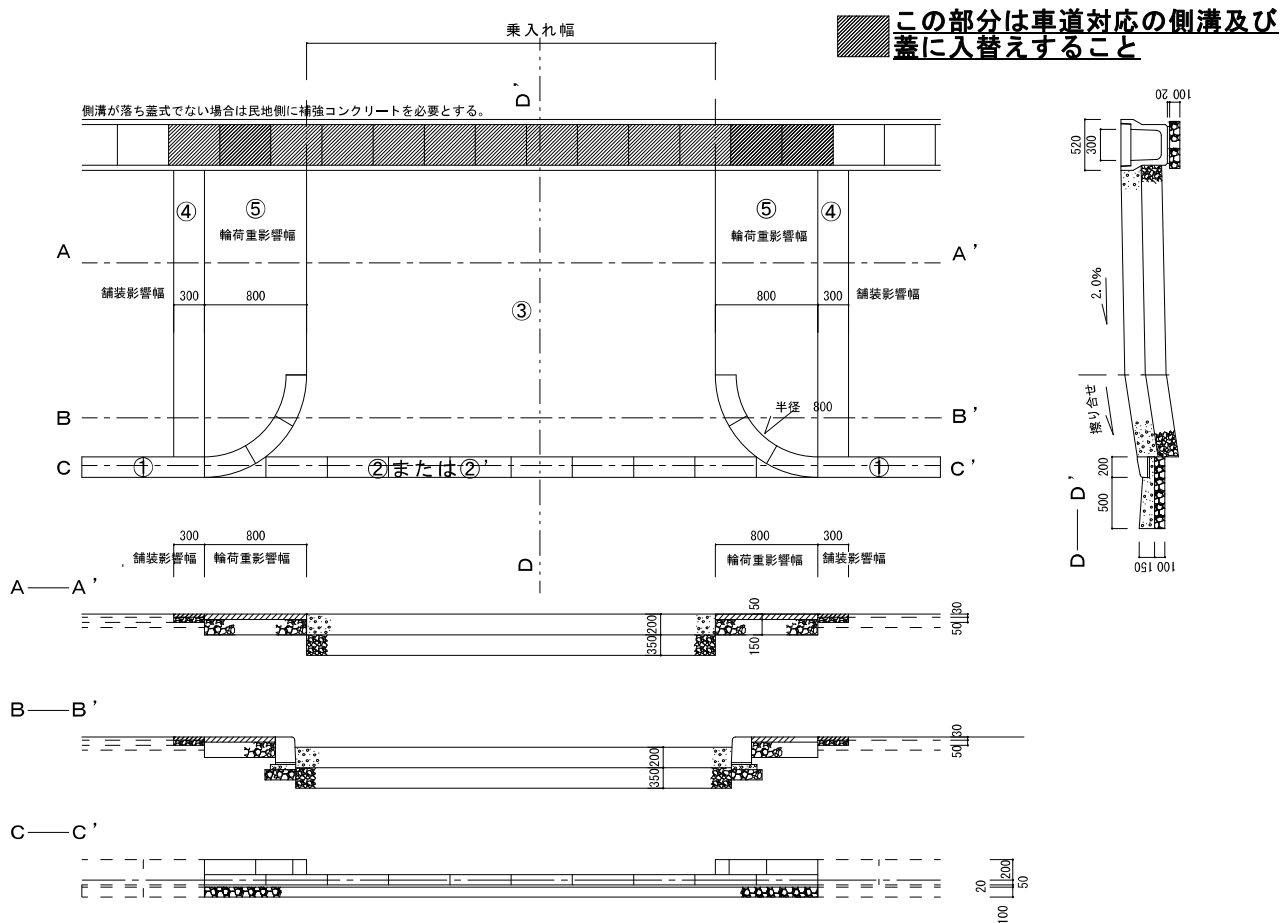 この部分は車道対応の側溝及び
蓋に入替えすること
乗入れ幅
D'
側溝が落ち蓋式でない場合は民地側に補強コンクリートを必要とする。
100
20
520
300
④
⑤
⑤
④
輪荷重影響幅
輪荷重影響幅
A
A'
舗装影響幅
300
800
③
800
300
舗装影響幅
2.0%
半径 800
B
B'
擦り合せ
C
①
②または②'
①
C'
200
500
D D'
150
100
300
800
800
300
舗装影響幅
輪荷重影響幅
D
輪荷重影響幅
舗装影響幅
A A'
50
30
200
350
150
50
B B'
30
50
200
350
C C'
200
50
20
100